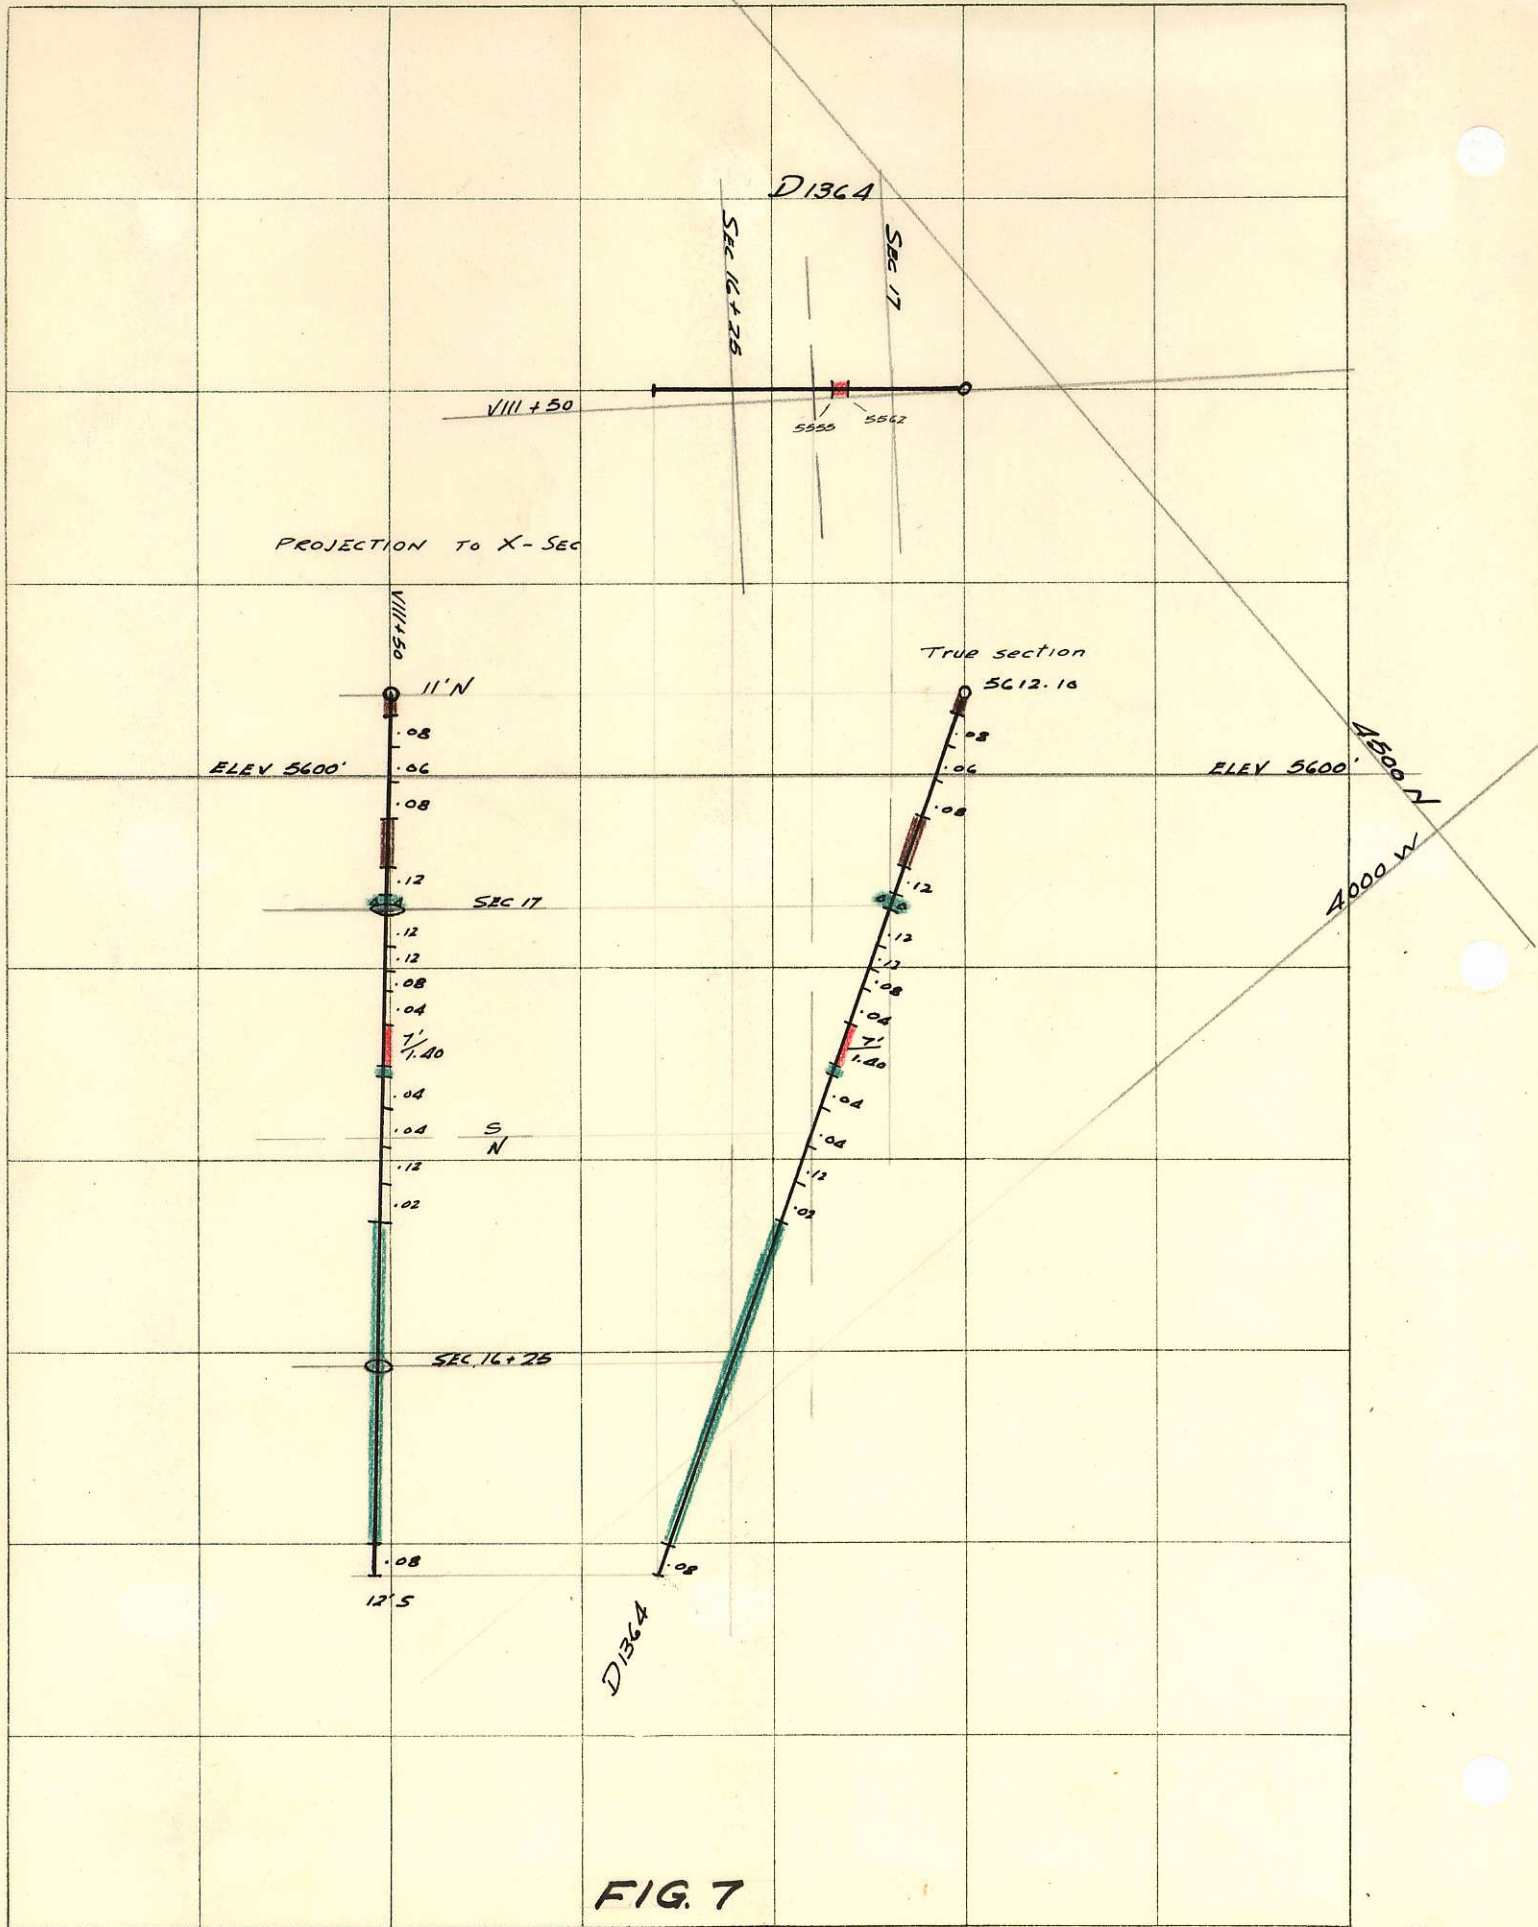 D1364
SEC 16 + 25
SEC 17
VIII + 50
5555
5562
PROJECTION TO X-SEC
VIII+50
True section
11'N
5612.10
.08
.08
ELEV 5600'
.06
.06
ELEV 5600'
.08
.08
4500 N
4000 W
.12
.12
SEC 17
.12
.12
.12
.12
.08
.08
.04
.04
7'/1.40
7'/1.40
.04
.04
.04
S
N
.04
.12
.12
.02
.02
SEC 16+25
.08
.08
12'S
D1364
FIG. 7